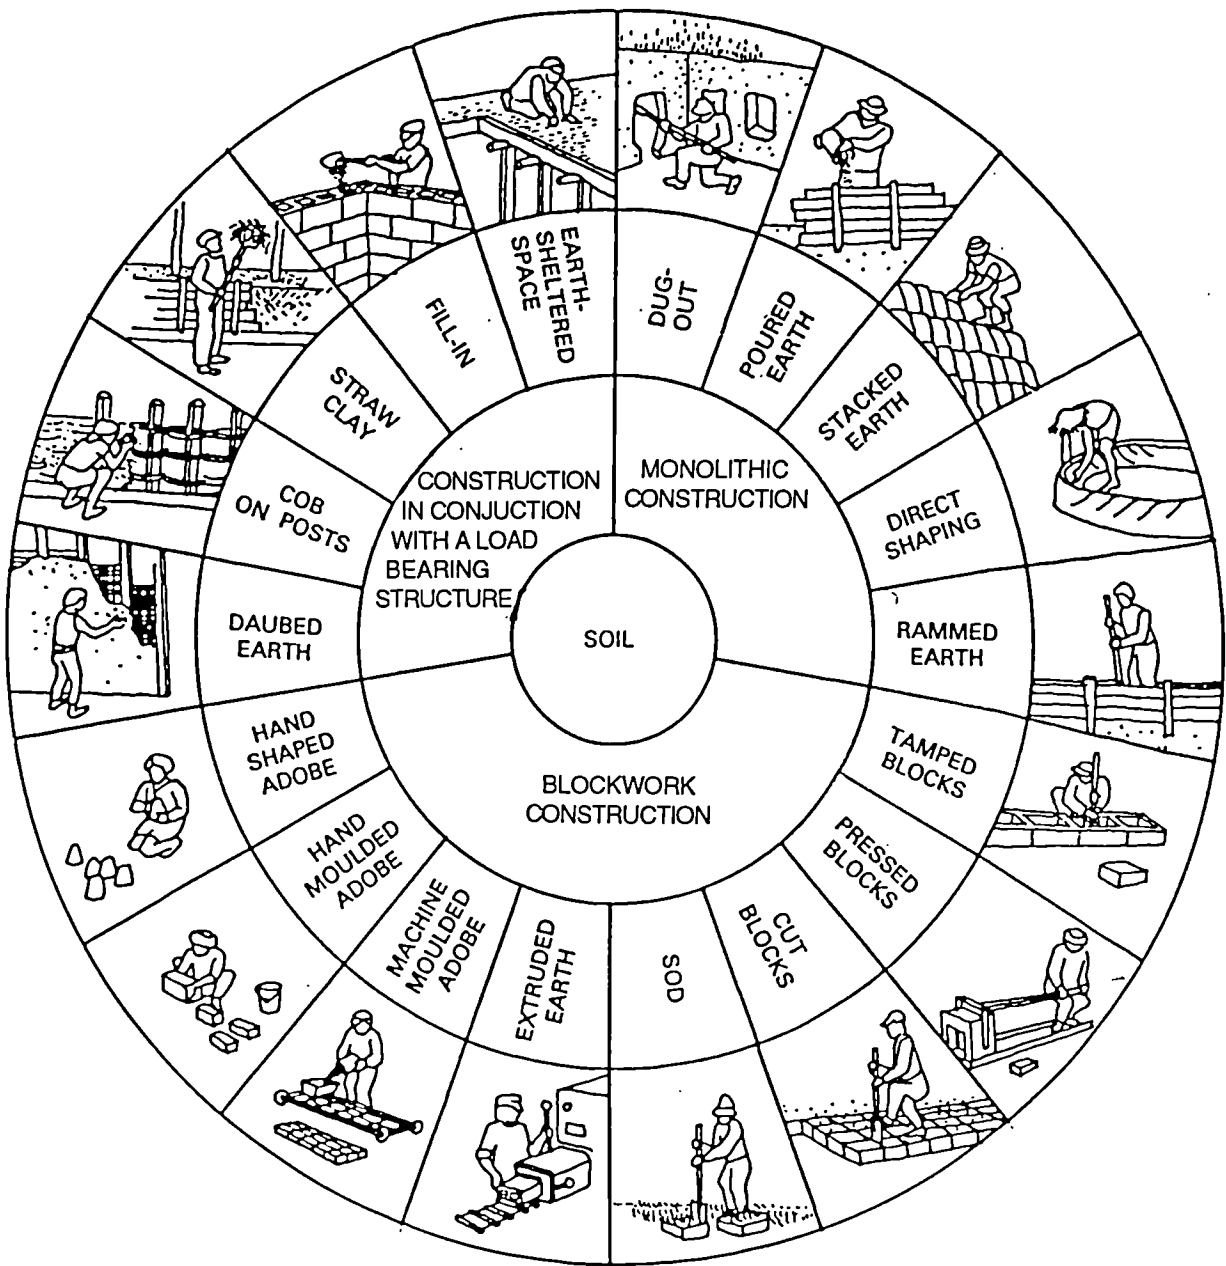 SOIL
MONOLITHIC
CONSTRUCTION
BLOCKWORK
CONSTRUCTION
CONSTRUCTION
IN CONJUCTION
WITH A LOAD
BEARING
STRUCTURE
DUG-
OUT
POURED
EARTH
STACKED
EARTH
DIRECT
SHAPING
RAMMED
EARTH
TAMPED
BLOCKS
PRESSED
BLOCKS
CUT
BLOCKS
SOD
EXTRUDED
EARTH
MACHINE
MOULDED
ADOBE
HAND
MOULDED
ADOBE
HAND
SHAPED
ADOBE
DAUBED
EARTH
COB
ON POSTS
STRAW
CLAY
FILL-IN
EARTH-
SHELTERED
SPACE